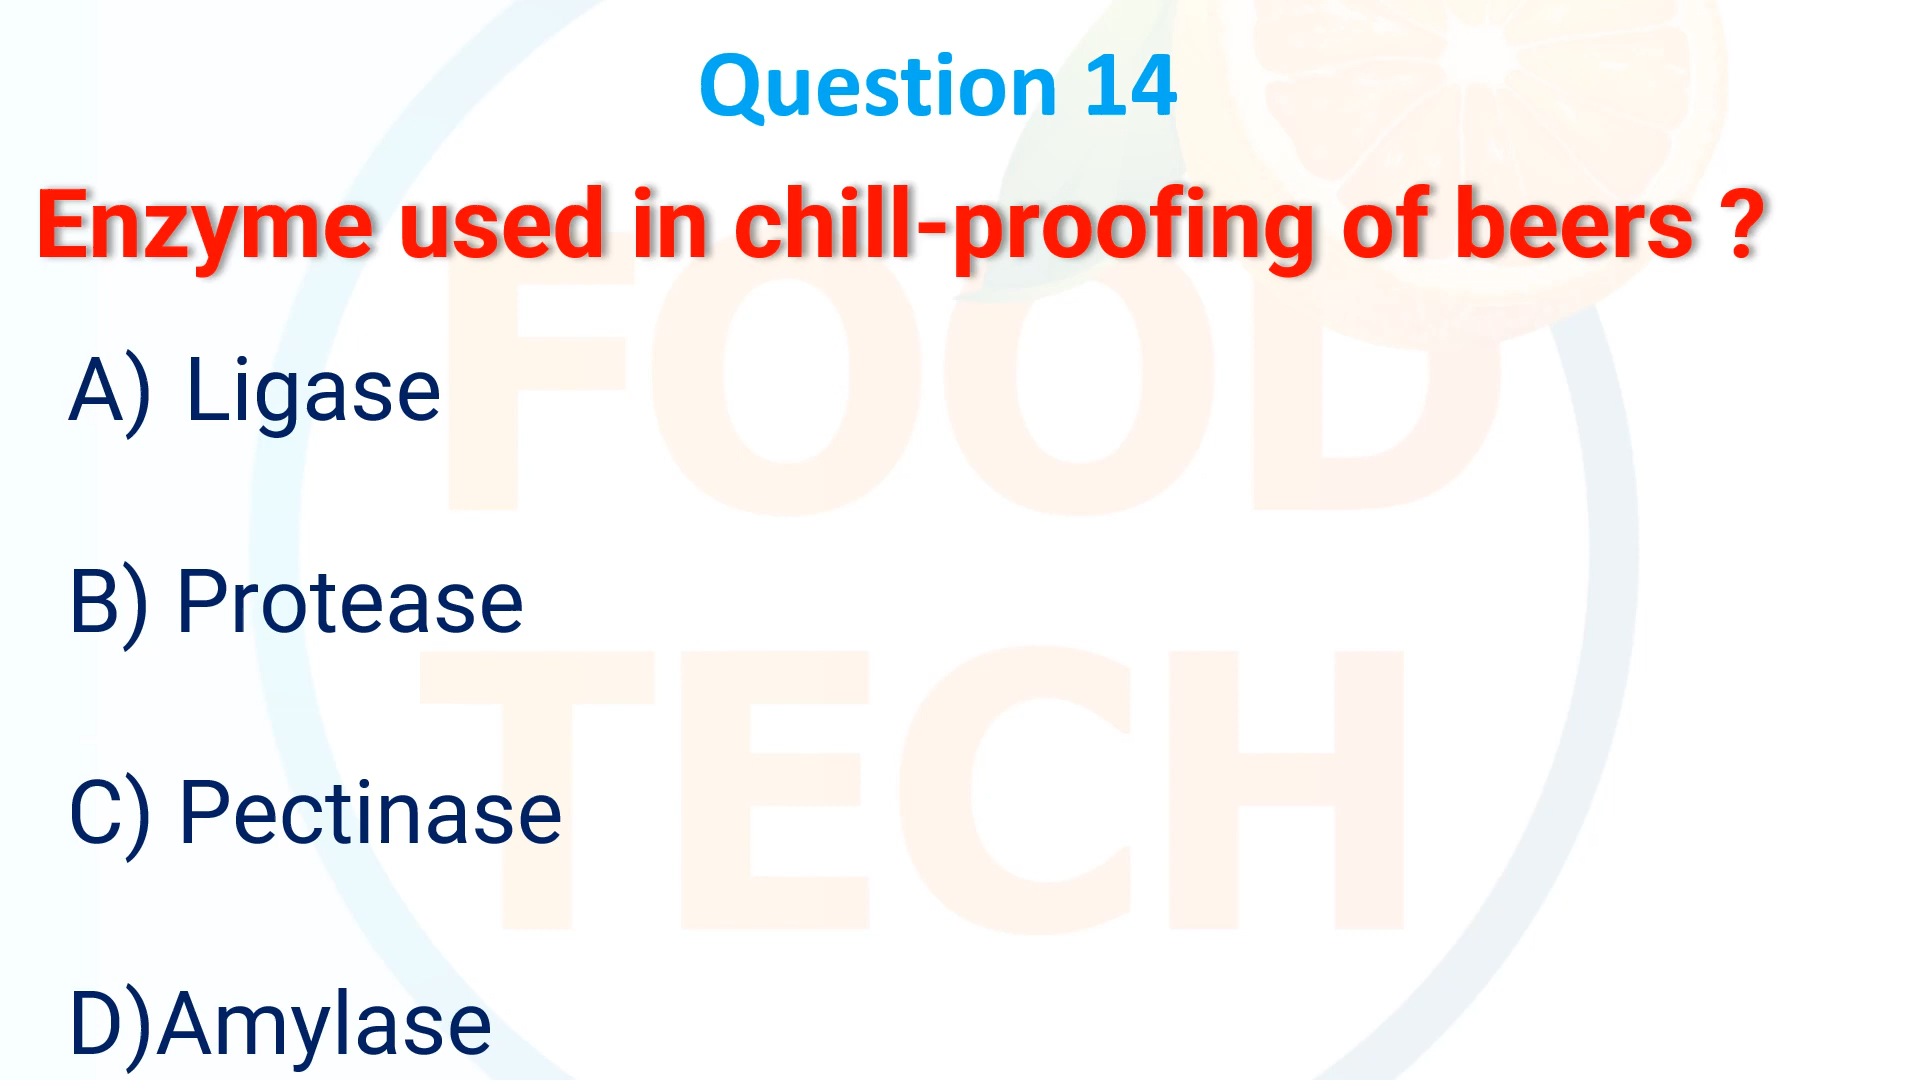 Question 14
Enzyme used in chill-proofing of beers ?
A) Ligase
B) Protease
C) Pectinase
D)Amylase
FOOD
TECH